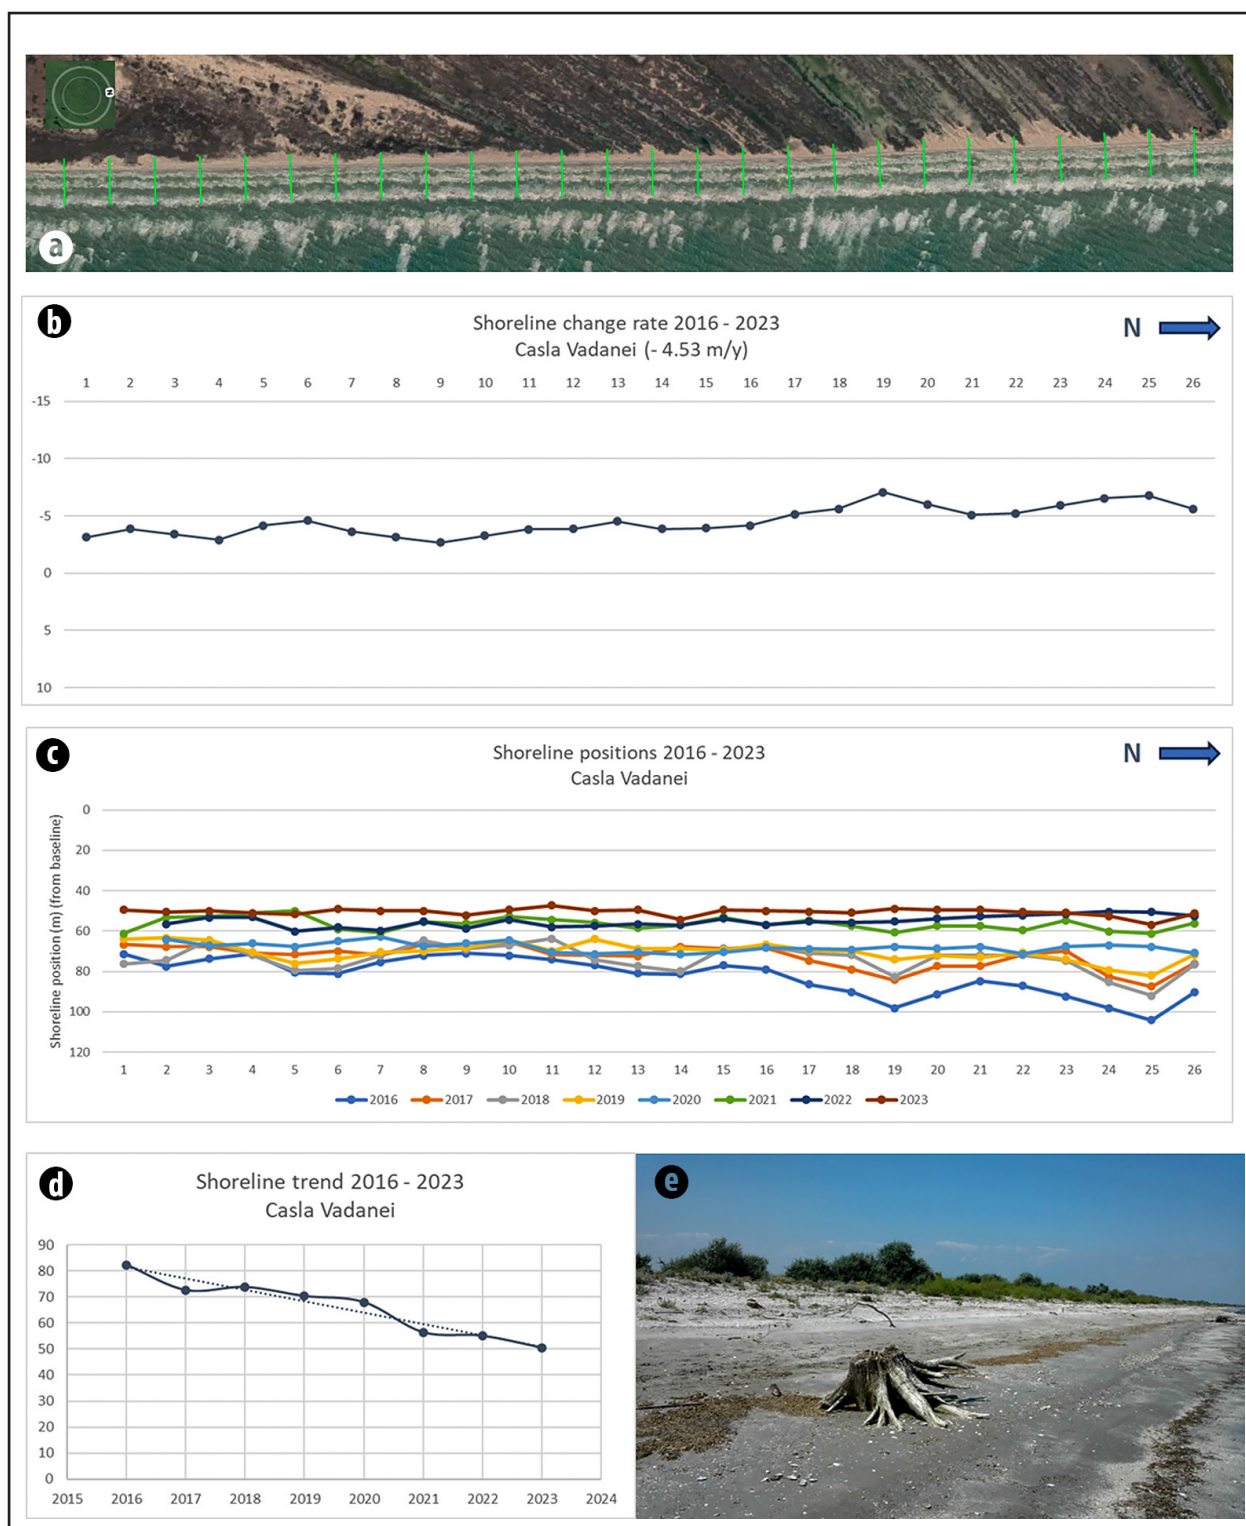 N
a
b
Shoreline change rate 2016 - 2023
Casla Vadanei (- 4.53 m/y)
N
1 2 3 4 5 6 7 8 9 10 11 12 13 14 15 16 17 18 19 20 21 22 23 24 25 26
-15
-10
-5
0
5
10
c
Shoreline positions 2016 - 2023
Casla Vadanei
N
Shoreline position (m) (from baseline)
0
20
40
60
80
100
120
1 2 3 4 5 6 7 8 9 10 11 12 13 14 15 16 17 18 19 20 21 22 23 24 25 26
2016 2017 2018 2019 2020 2021 2022 2023
d
Shoreline trend 2016 - 2023
Casla Vadanei
90
80
70
60
50
40
30
20
10
0
2015 2016 2017 2018 2019 2020 2021 2022 2023 2024
e